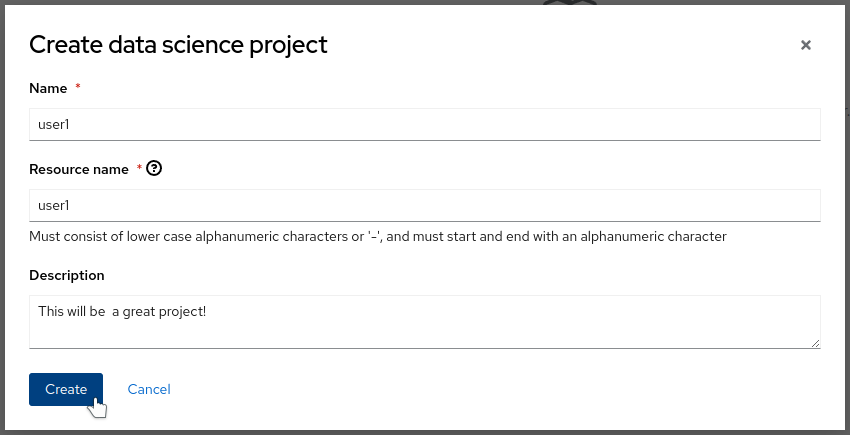 Create data science project
Name *
user1
Resource name *
user1
Must consist of lower case alphanumeric characters or '-', and must start and end with an alphanumeric character
Description
This will be  a great project!
Create Cancel